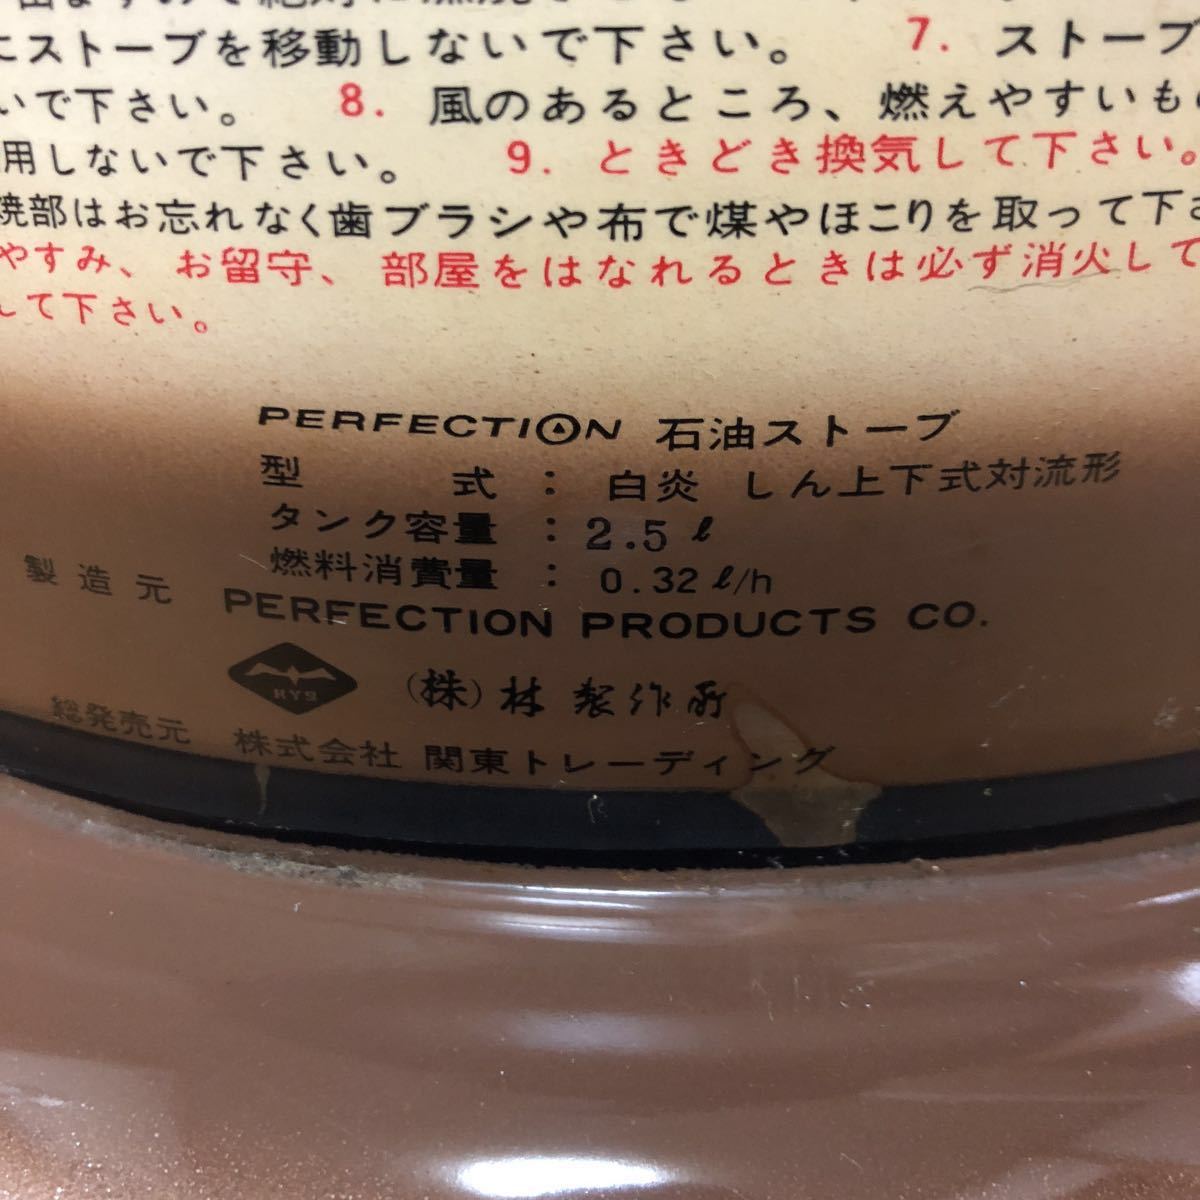 にストーブを移動しないで下さい。 7. ストーブ
いで下さい。 8. 風のあるところ、燃えやすいも
用しないで下さい。 9. ときどき換気して下さい。
焼部はお忘れなく歯ブラシや布で煤やほこりを取って下さ
やすみ、お留守、部屋をはなれるときは必ず消火して
して下さい。
PERFECTION 石油ストーブ
型 式 : 白炎 しん上下式対流形
タンク容量 : 2.5ℓ
燃料消費量 : 0.32ℓ/h
製造元 PERFECTION PRODUCTS CO.
(株)林製作所
総発売元 株式会社 関東トレーディング